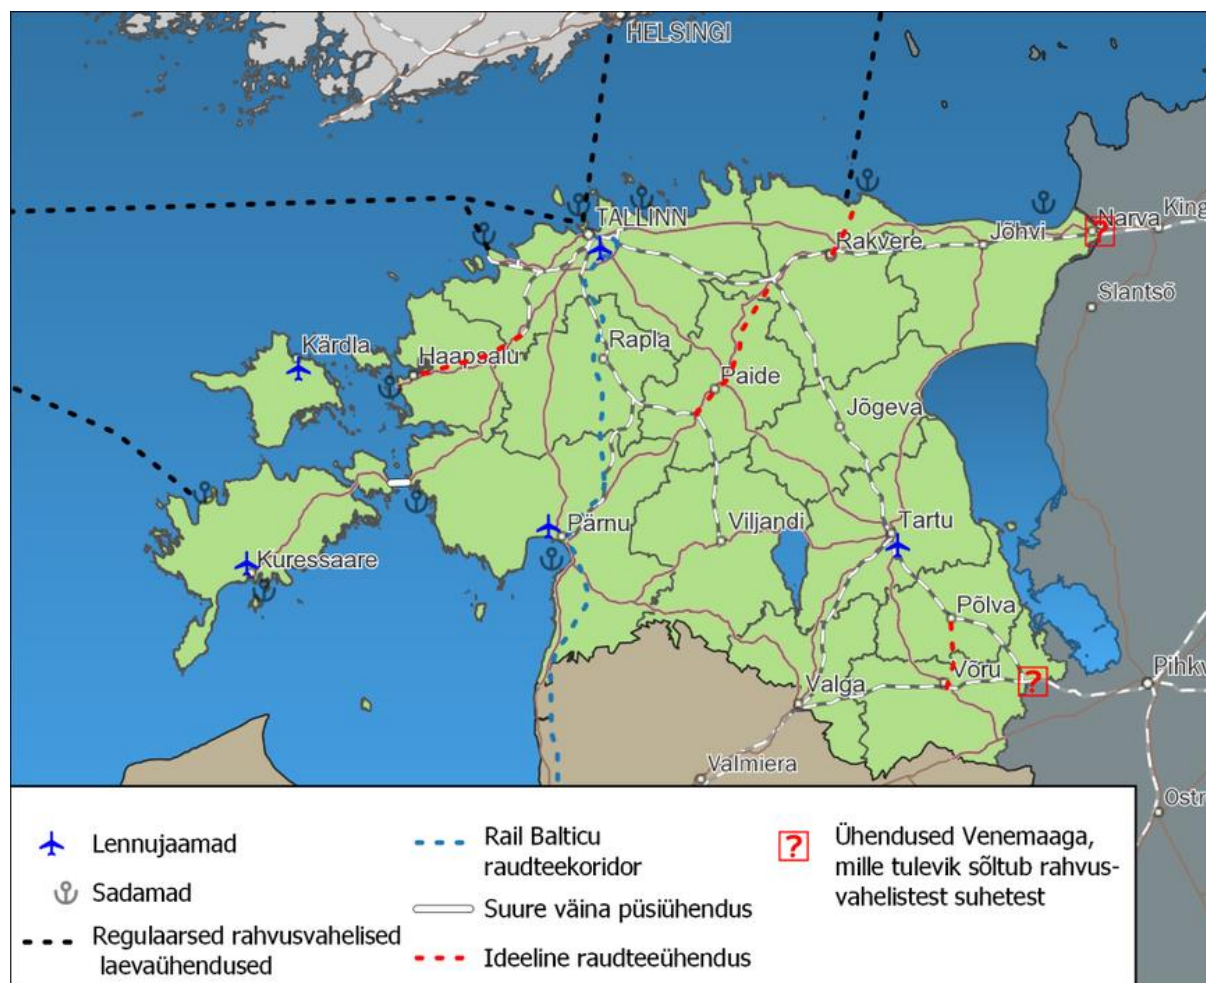 HELSINGI
TALLINN
Narva
King
Rakvere
Jõhvi
Slantsõ
Kärdla
Haapsalu
Rapla
Paide
Jõgeva
Pärnu
Viljandi
Tartu
Kuressaare
Põlva
Võru
Pihkv
Valga
Valmiera
Ostr
Lennujaamad
Sadamad
Regulaarsed rahvusvahelised
laevaühendused
Rail Balticu
raudteekoridor
Suure väina püsiühendus
Ideeline raudteeühendus
?
Ühendused Venemaaga,
mille tulevik sõltub rahvus-
vahelistest suhetest